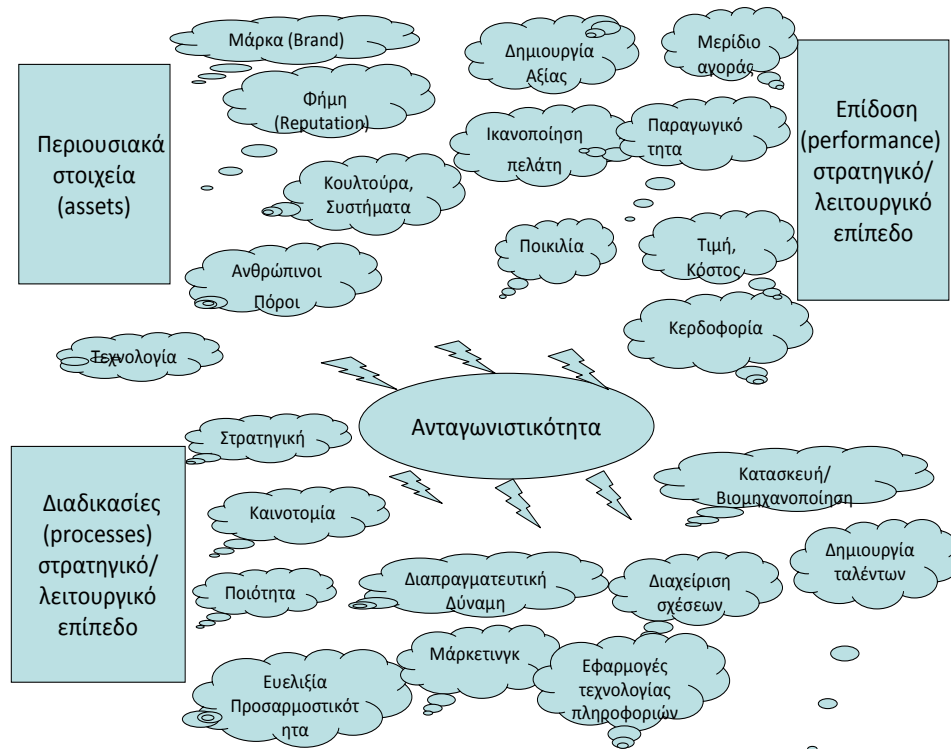 Μάρκα (Brand)
Φήμη
(Reputation)
Κουλτούρα,
Συστήματα
Ανθρώπινοι
Πόροι
Τεχνολογία
Περιουσιακά
στοιχεία
(assets)
Δημιουργία
Αξίας
Μερίδιο
αγοράς
Ικανοποίηση
πελάτη
Παραγωγικό
τητα
Ποικιλία
Τιμή,
Κόστος
Κερδοφορία
Επίδοση
(performance)
στρατηγικό/
λειτουργικό
επίπεδο
Ανταγωνιστικότητα
Διαδικασίες
(processes)
στρατηγικό/
λειτουργικό
επίπεδο
Στρατηγική
Καινοτομία
Ποιότητα
Ευελιξία
Προσαρμοστικότ
ητα
Διαπραγματευτική
Δύναμη
Μάρκετινγκ
Κατασκευή/
Βιομηχανοποίηση
Διαχείριση
σχέσεων
Δημιουργία
ταλέντων
Εφαρμογές
τεχνολογίας
πληροφοριών